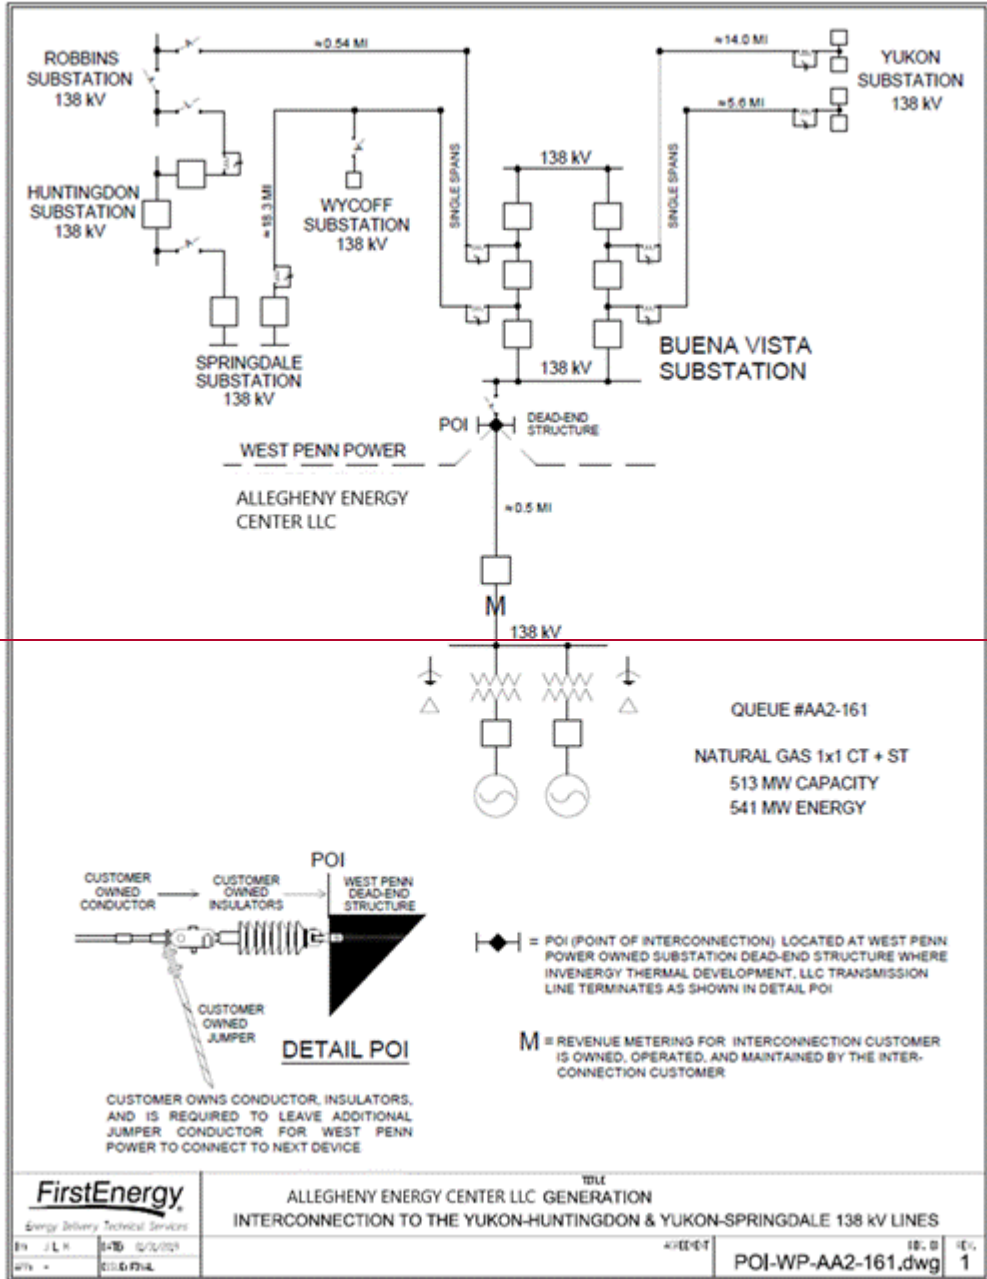 ROBBINS
SUBSTATION
138 kV
≈0.54 MI
≈14.0 MI
YUKON
SUBSTATION
138 kV
≈5.6 MI
HUNTINGDON
SUBSTATION
138 kV
WYCOFF
SUBSTATION
138 kV
SINGLE SPANS
138 kV
SINGLE SPANS
SPRINGDALE
SUBSTATION
138 kV
BUENA VISTA
SUBSTATION
138 kV
POI
DEAD-END
STRUCTURE
WEST PENN POWER
ALLEGHENY ENERGY
CENTER LLC
≈0.5 MI
M
138 kV
QUEUE #AA2-161
NATURAL GAS 1x1 CT + ST
513 MW CAPACITY
541 MW ENERGY
POI
CUSTOMER
OWNED
CONDUCTOR
CUSTOMER
OWNED
INSULATORS
WEST PENN
DEAD-END
STRUCTURE
CUSTOMER
OWNED
JUMPER
DETAIL POI
CUSTOMER OWNS CONDUCTOR, INSULATORS,
AND IS REQUIRED TO LEAVE ADDITIONAL
JUMPER CONDUCTOR FOR WEST PENN
POWER TO CONNECT TO NEXT DEVICE
= POI (POINT OF INTERCONNECTION) LOCATED AT WEST PENN
POWER OWNED SUBSTATION DEAD-END STRUCTURE WHERE
INVENERGY THERMAL DEVELOPMENT, LLC TRANSMISSION
LINE TERMINATES AS SHOWN IN DETAIL POI
M = REVENUE METERING FOR INTERCONNECTION CUSTOMER
IS OWNED, OPERATED, AND MAINTAINED BY THE INTER-
CONNECTION CUSTOMER
FirstEnergy
Energy Delivery Technical Services
TITLE
ALLEGHENY ENERGY CENTER LLC GENERATION
INTERCONNECTION TO THE YUKON-HUNTINGDON & YUKON-SPRINGDALE 138 kV LINES
DATE
AGREEMENT
POI-WP-AA2-161.dwg
REV.
1